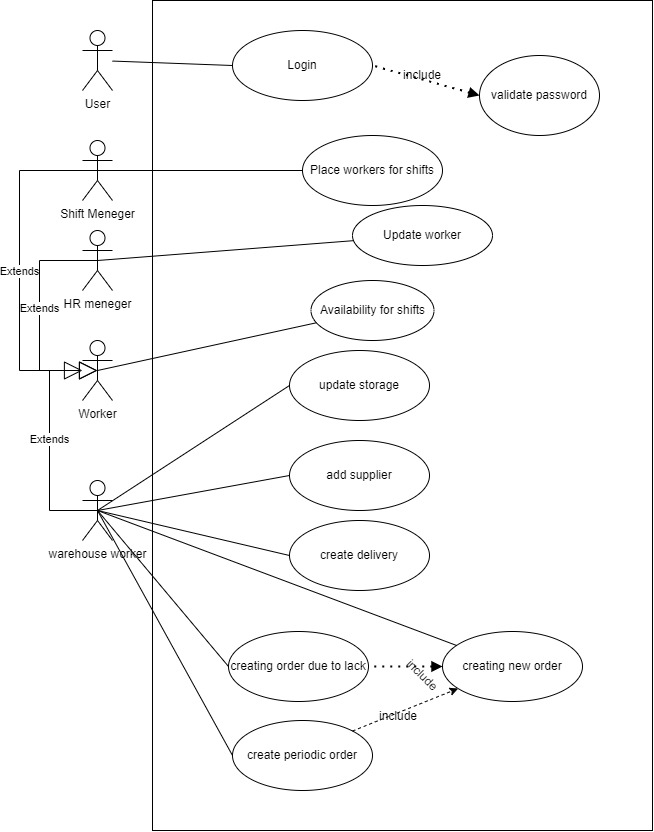 Login
include
validate password
User
Place workers for shifts
Shift Meneger
Update worker
Extends
HR meneger
Extends
Availability for shifts
update storage
Worker
Extends
add supplier
warehouse worker
create delivery
creating order due to lack
include
creating new order
include
create periodic order